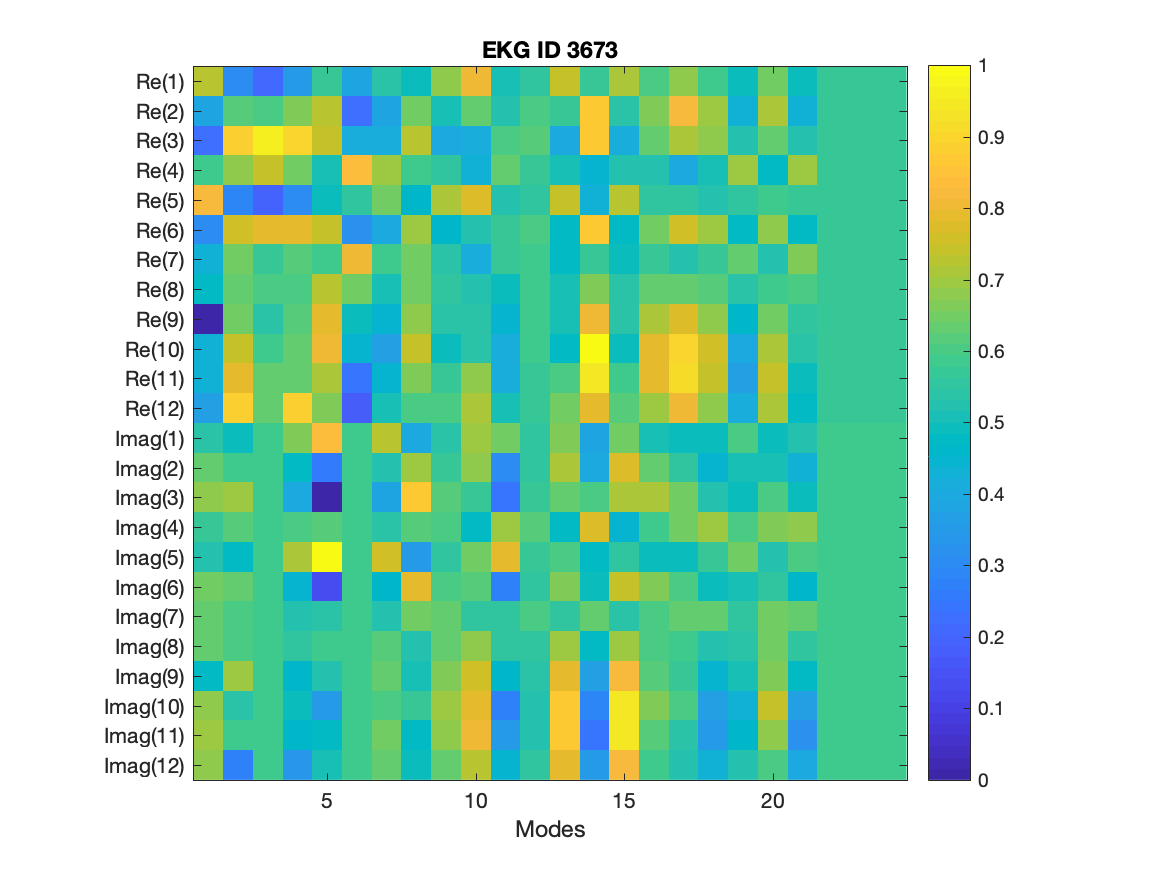 EKG ID 3673
Re(1)
Re(2)
Re(3)
Re(4)
Re(5)
Re(6)
Re(7)
Re(8)
Re(9)
Re(10)
Re(11)
Re(12)
Imag(1)
Imag(2)
Imag(3)
Imag(4)
Imag(5)
Imag(6)
Imag(7)
Imag(8)
Imag(9)
Imag(10)
Imag(11)
Imag(12)
5 10 15 20
Modes
1
0.9
0.8
0.7
0.6
0.5
0.4
0.3
0.2
0.1
0